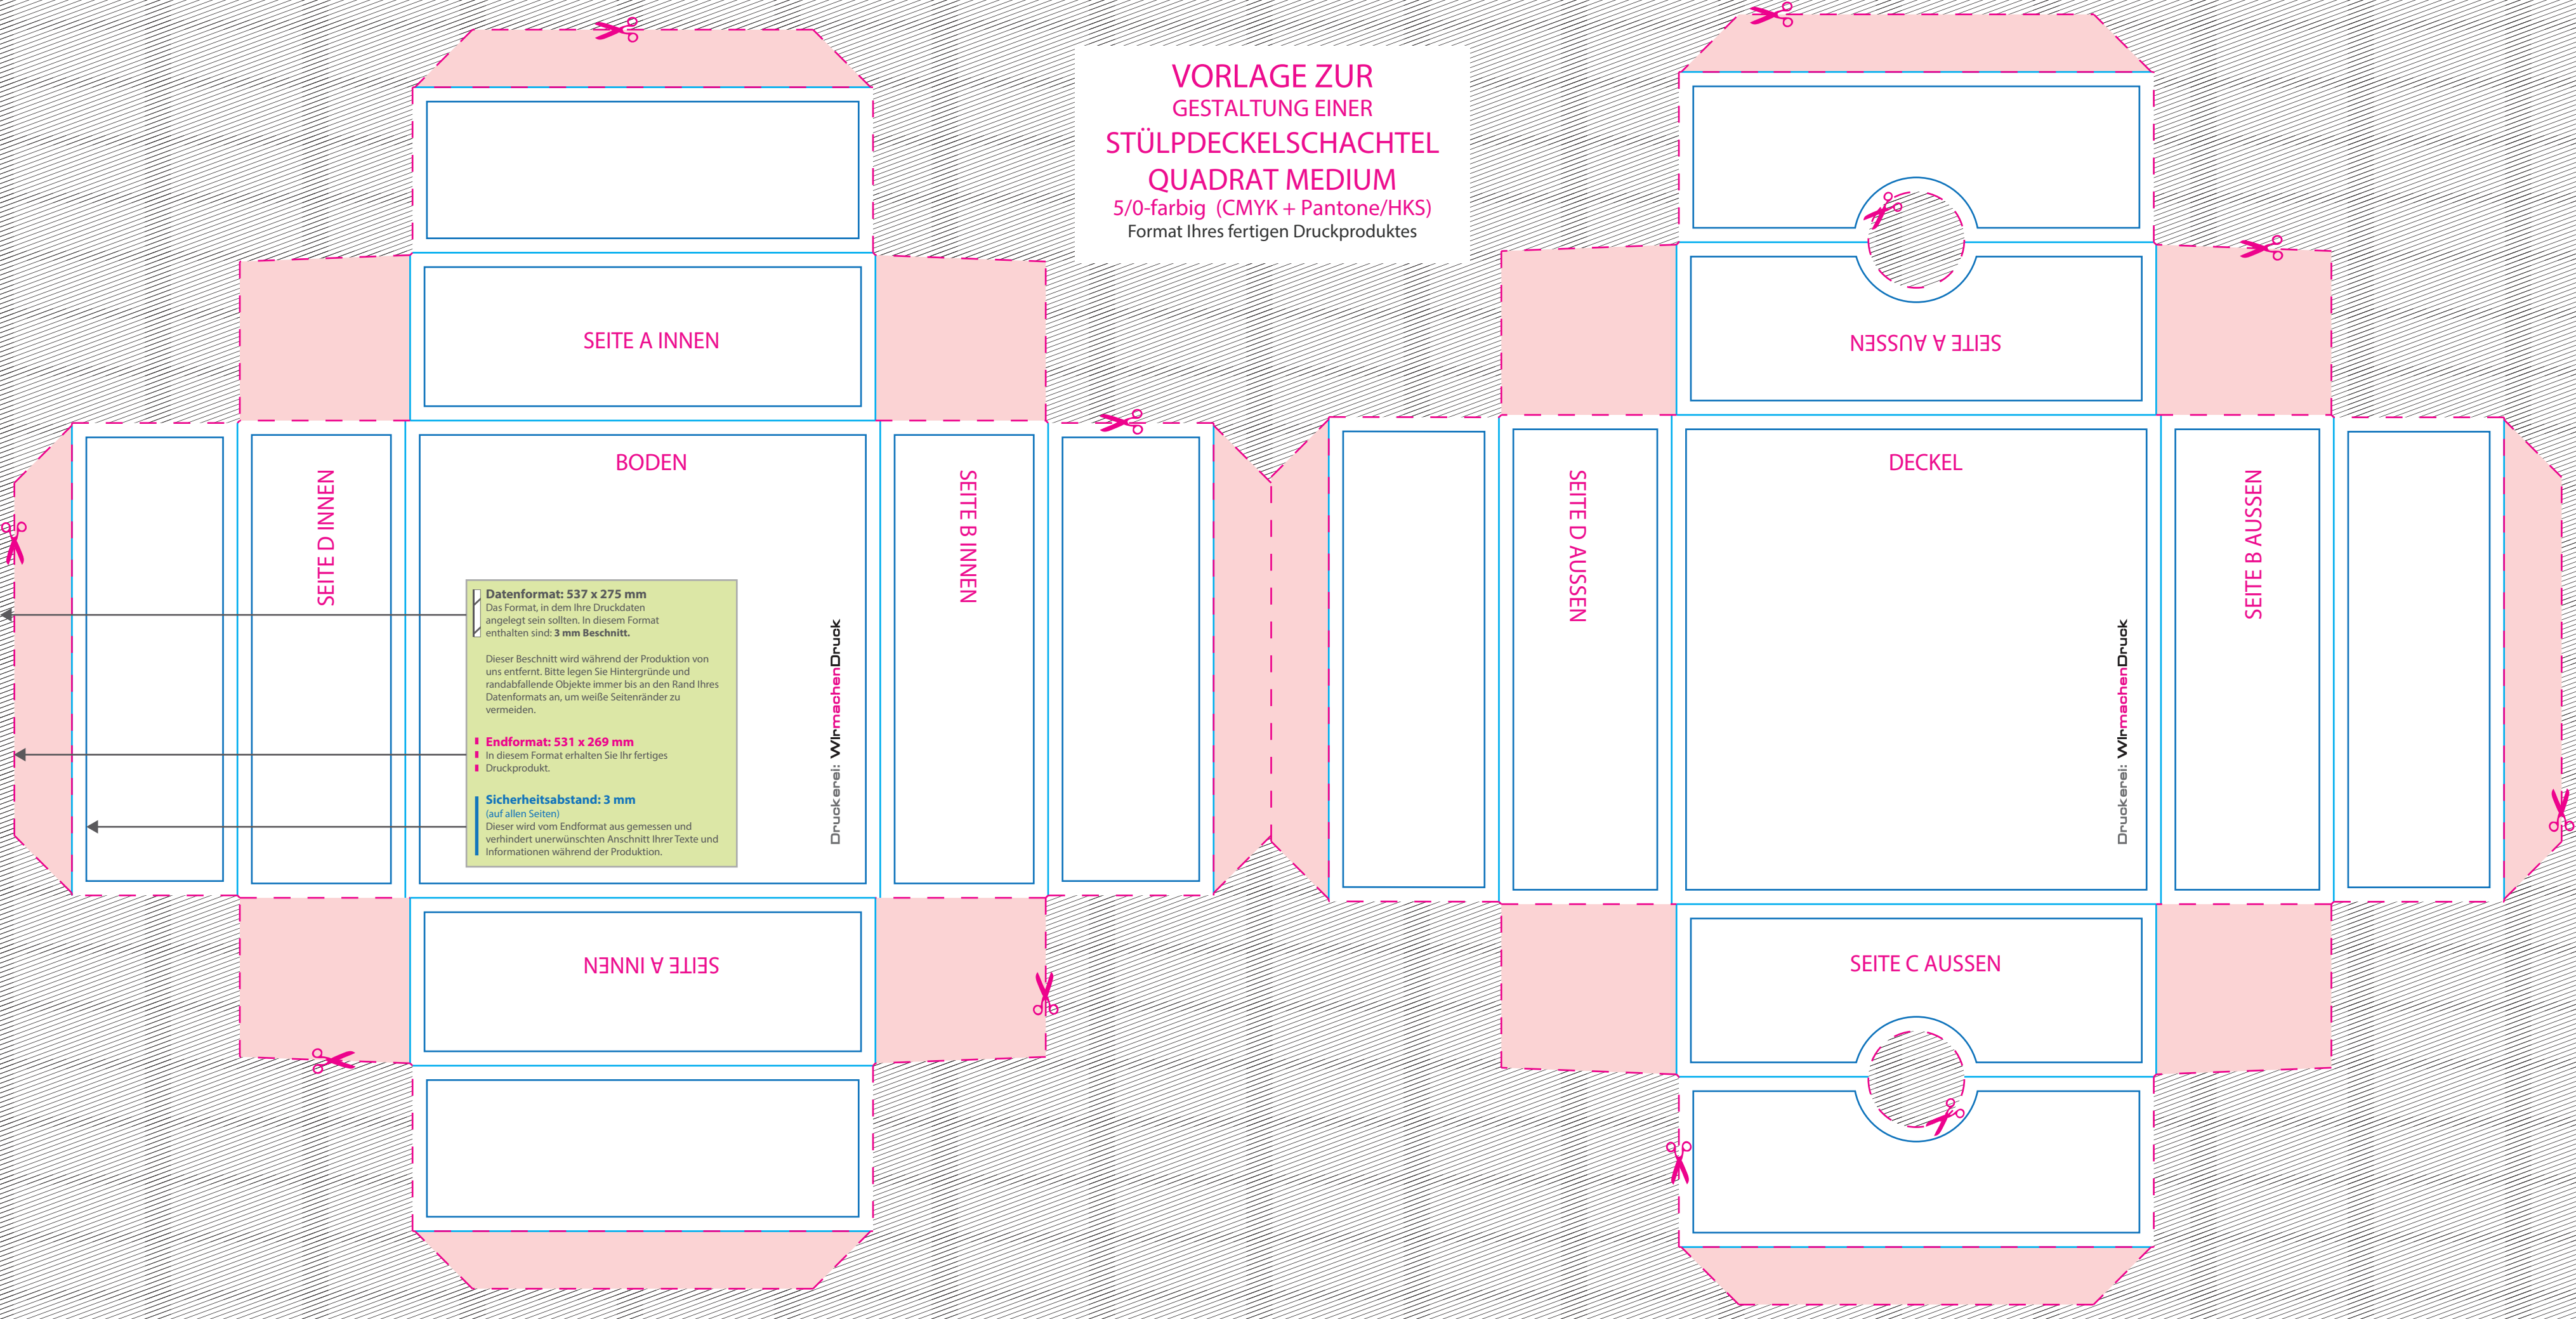 VORLAGE ZUR
GESTALTUNG EINER
STÜLPDECKELSCHACHTEL
QUADRAT MEDIUM
5/0-farbig (CMYK + Pantone/HKS)
Format Ihres fertigen Druckproduktes
SEITE A INNEN
SEITE D INNEN
BODEN
SEITE B INNEN
Datenformat: 537 x 275 mm
Das Format, in dem Ihre Druckdaten
angelegt sein sollten. In diesem Format
enthalten sind: 3 mm Beschnitt.
Dieser Beschnitt wird während der Produktion von
uns entfernt. Bitte legen Sie Hintergründe und
randabfallende Objekte immer bis an den Rand Ihres
Datenformats an, um weiße Seitenränder zu
vermeiden.
Endformat: 531 x 269 mm
In diesem Format erhalten Sie Ihr fertiges
Druckprodukt.
Sicherheitsabstand: 3 mm
(auf allen Seiten)
Dieser wird vom Endformat aus gemessen und
verhindert unerwünschten Anschnitt Ihrer Texte und
Informationen während der Produktion.
Druckerei: WIrmachenDruck
SEITE A INNEN
SEITE A AUSSEN
SEITE D AUSSEN
DECKEL
SEITE B AUSSEN
Druckerei: WIrmachenDruck
SEITE C AUSSEN